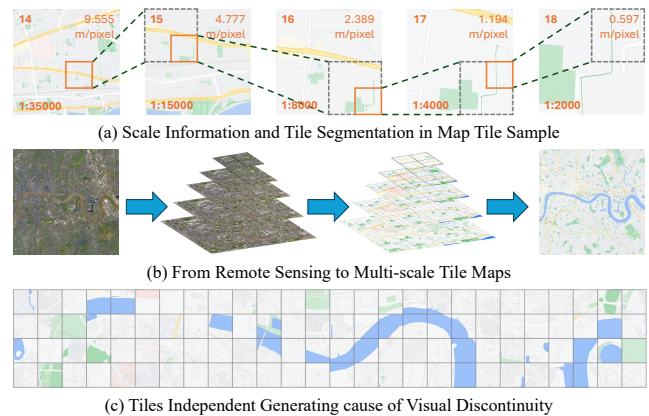 14 9.555 m/pixel
1:35000
15 4.777 m/pixel
1:15000
16 2.389 m/pixel
1:8000
17 1.194 m/pixel
1:4000
18 0.597 m/pixel
1:2000
(a) Scale Information and Tile Segmentation in Map Tile Sample
(b) From Remote Sensing to Multi-scale Tile Maps
(c) Tiles Independent Generating cause of Visual Discontinuity